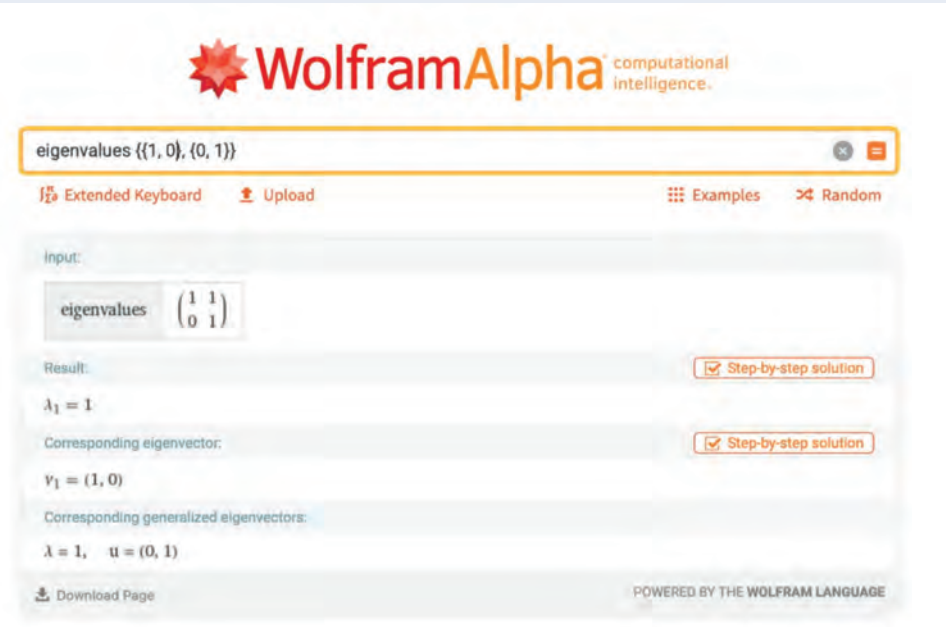 WolframAlpha computational intelligence.
eigenvalues {{1, 0}, {0, 1}}
Extended Keyboard Upload Examples Random
Input:
eigenvalues (1 1
0 1)
Result: Step-by-step solution
λ₁ = 1
Corresponding eigenvector: Step-by-step solution
v₁ = (1, 0)
Corresponding generalized eigenvectors:
λ = 1, u = (0, 1)
Download Page POWERED BY THE WOLFRAM LANGUAGE